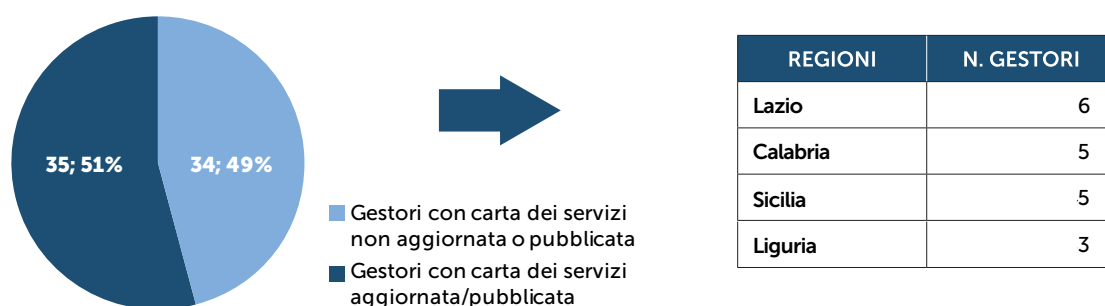 35; 51%
34; 49%
Gestori con carta dei servizi
non aggiornata o pubblicata
Gestori con carta dei servizi
aggiornata/pubblicata
REGIONI N. GESTORI
Lazio 6
Calabria 5
Sicilia 5
Liguria 3